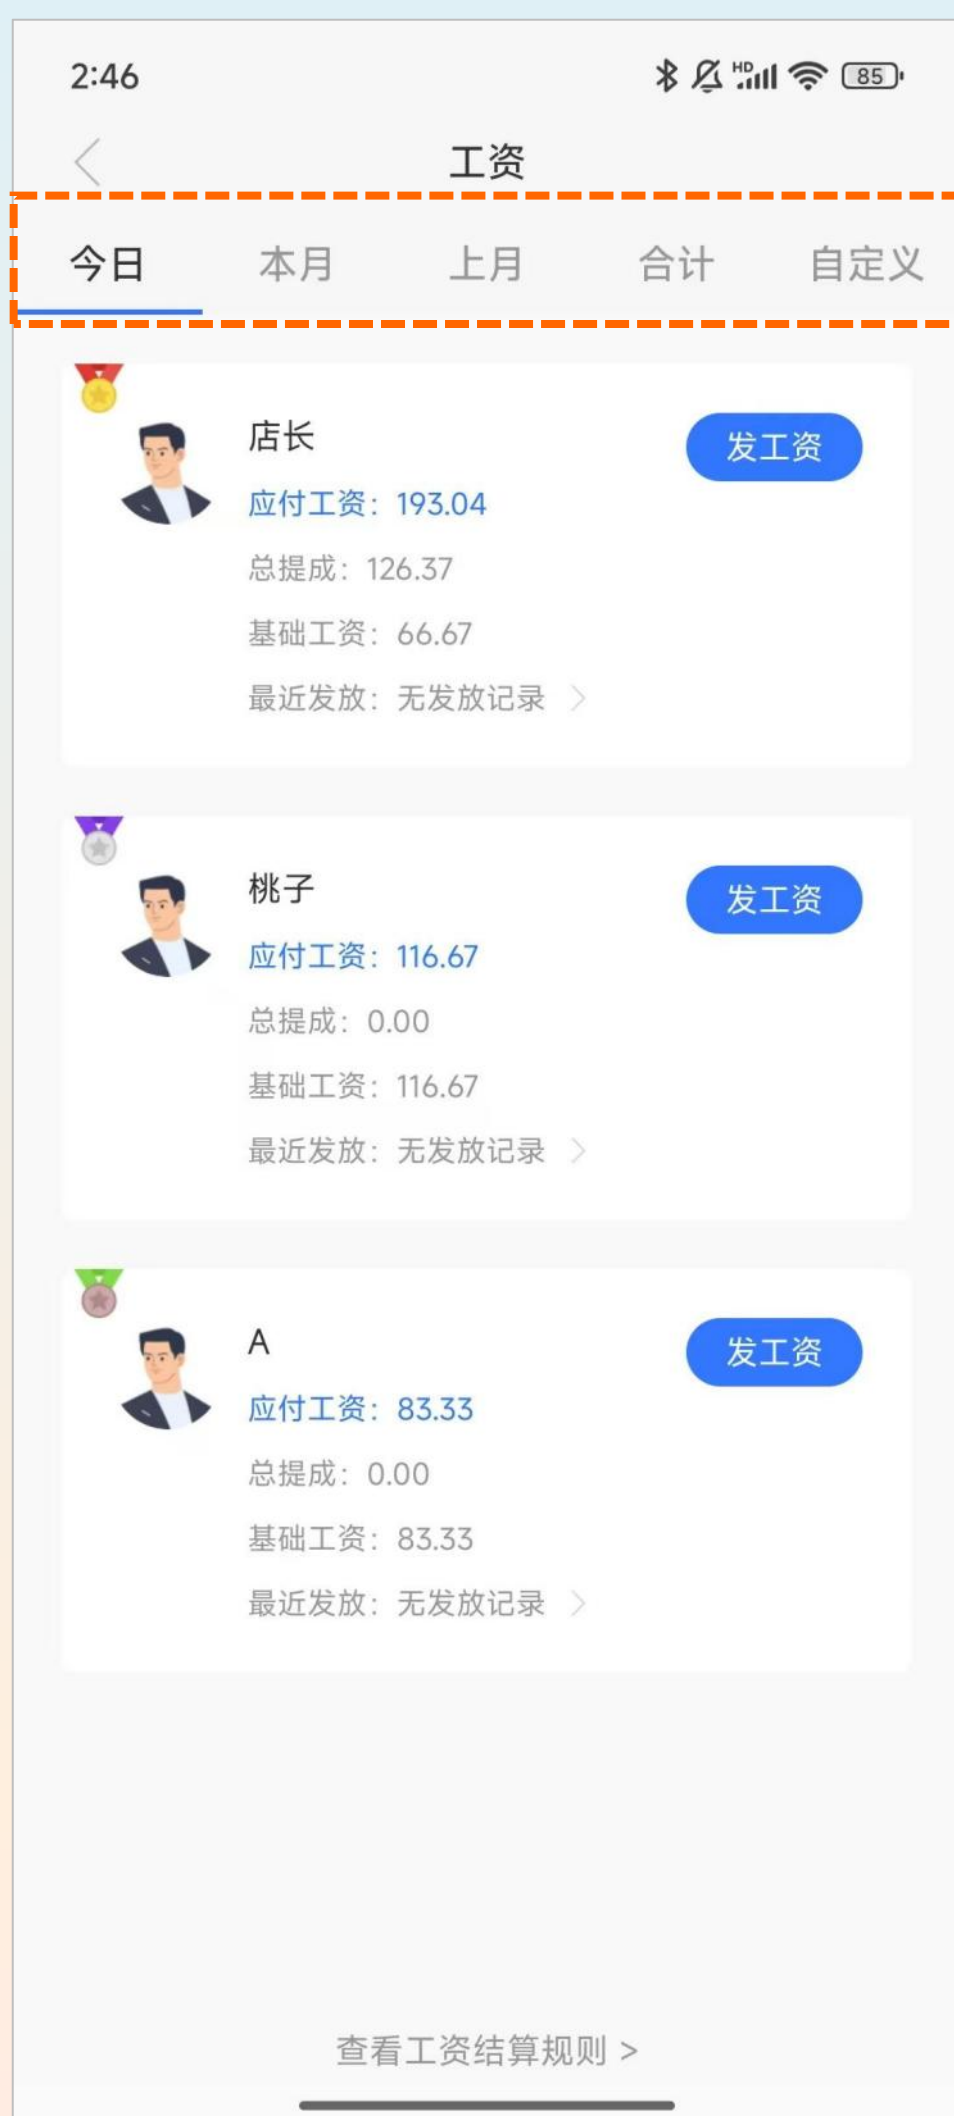 2:46 HD 85
工资
今日 本月 上月 合计 自定义
店长 发工资
应付工资：193.04
总提成：126.37
基础工资：66.67
最近发放：无发放记录 >
桃子 发工资
应付工资：116.67
总提成：0.00
基础工资：116.67
最近发放：无发放记录 >
A 发工资
应付工资：83.33
总提成：0.00
基础工资：83.33
最近发放：无发放记录 >
查看工资结算规则 >